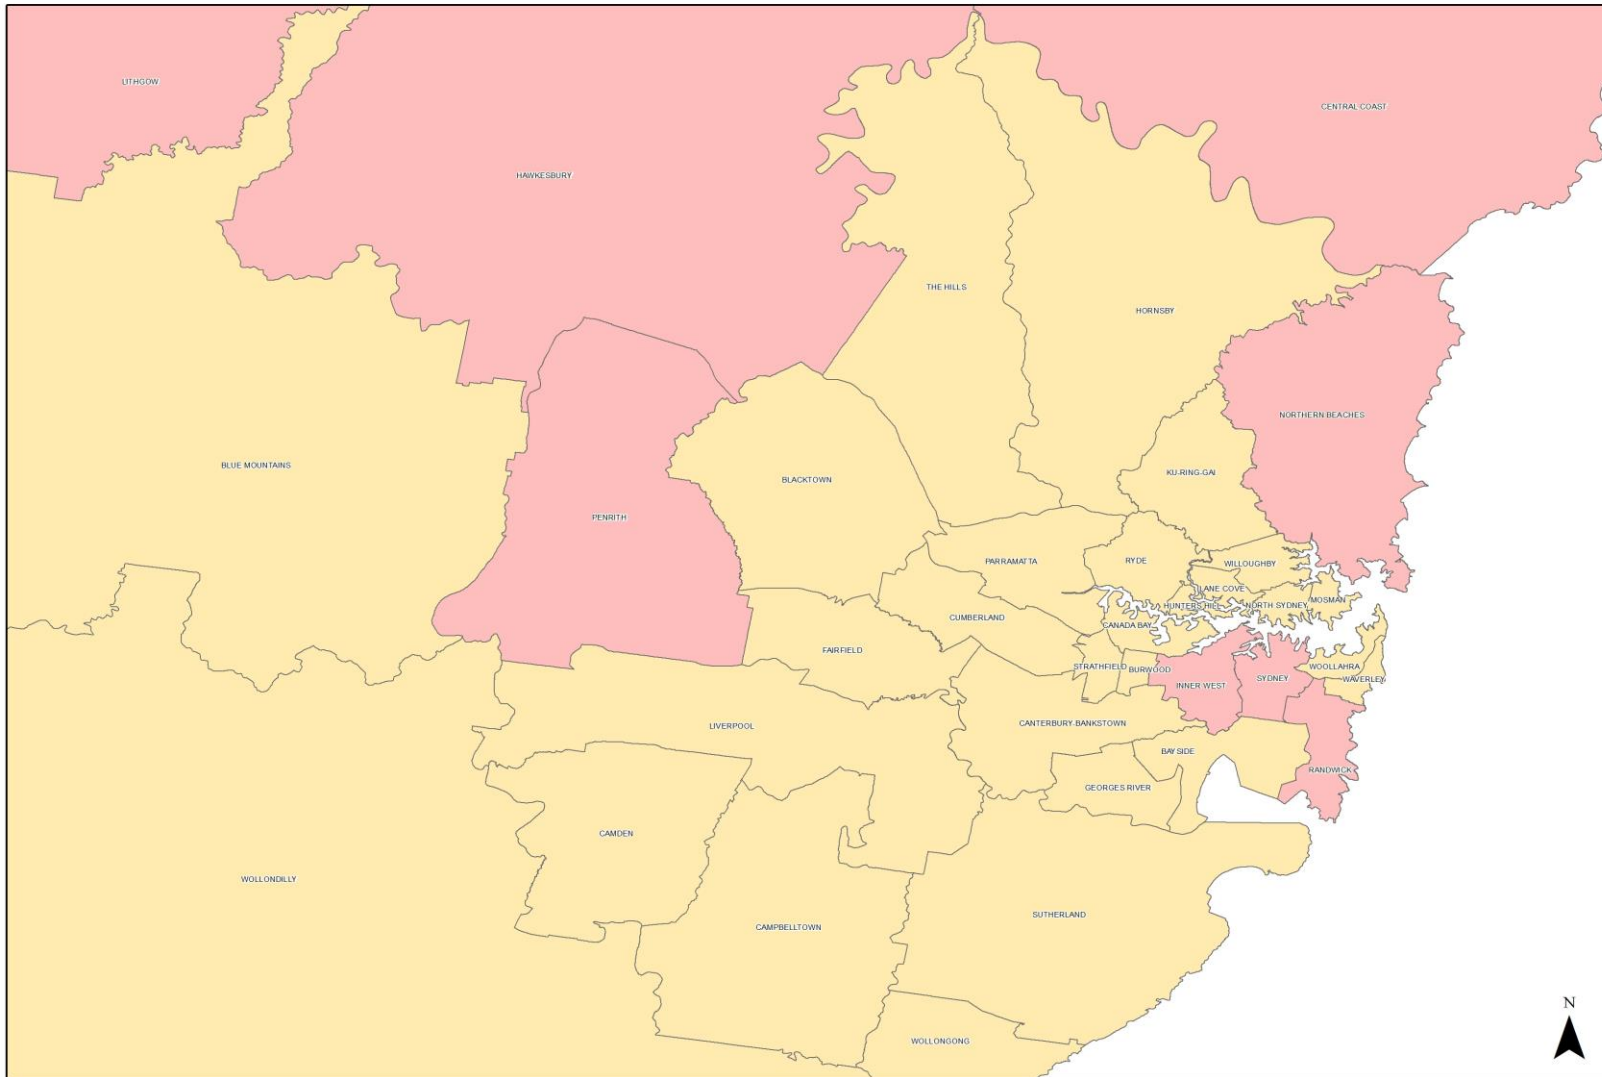 LITHGOW
CENTRAL COAST
HAWKESBURY
THE HILLS
HORNSBY
NORTHERN BEACHES
BLUE MOUNTAINS
KU-RING-GAI
BLACKTOWN
PENRITH
PARRAMATTA
RYDE
WILLOUGHBY
LANE COVE
MOSMAN
HUNTERS HILL
NORTH SYDNEY
CUMBERLAND
CANADA BAY
FAIRFIELD
STRATHFIELD
BURWOOD
WOOLLAHRA
SYDNEY
WAVERLEY
INNER WEST
LIVERPOOL
CANTERBURY-BANKSTOWN
BAYSIDE
RANDWICK
GEORGES RIVER
CAMDEN
WOLLONDILLY
SUTHERLAND
CAMPBELLTOWN
N
WOLLONGONG